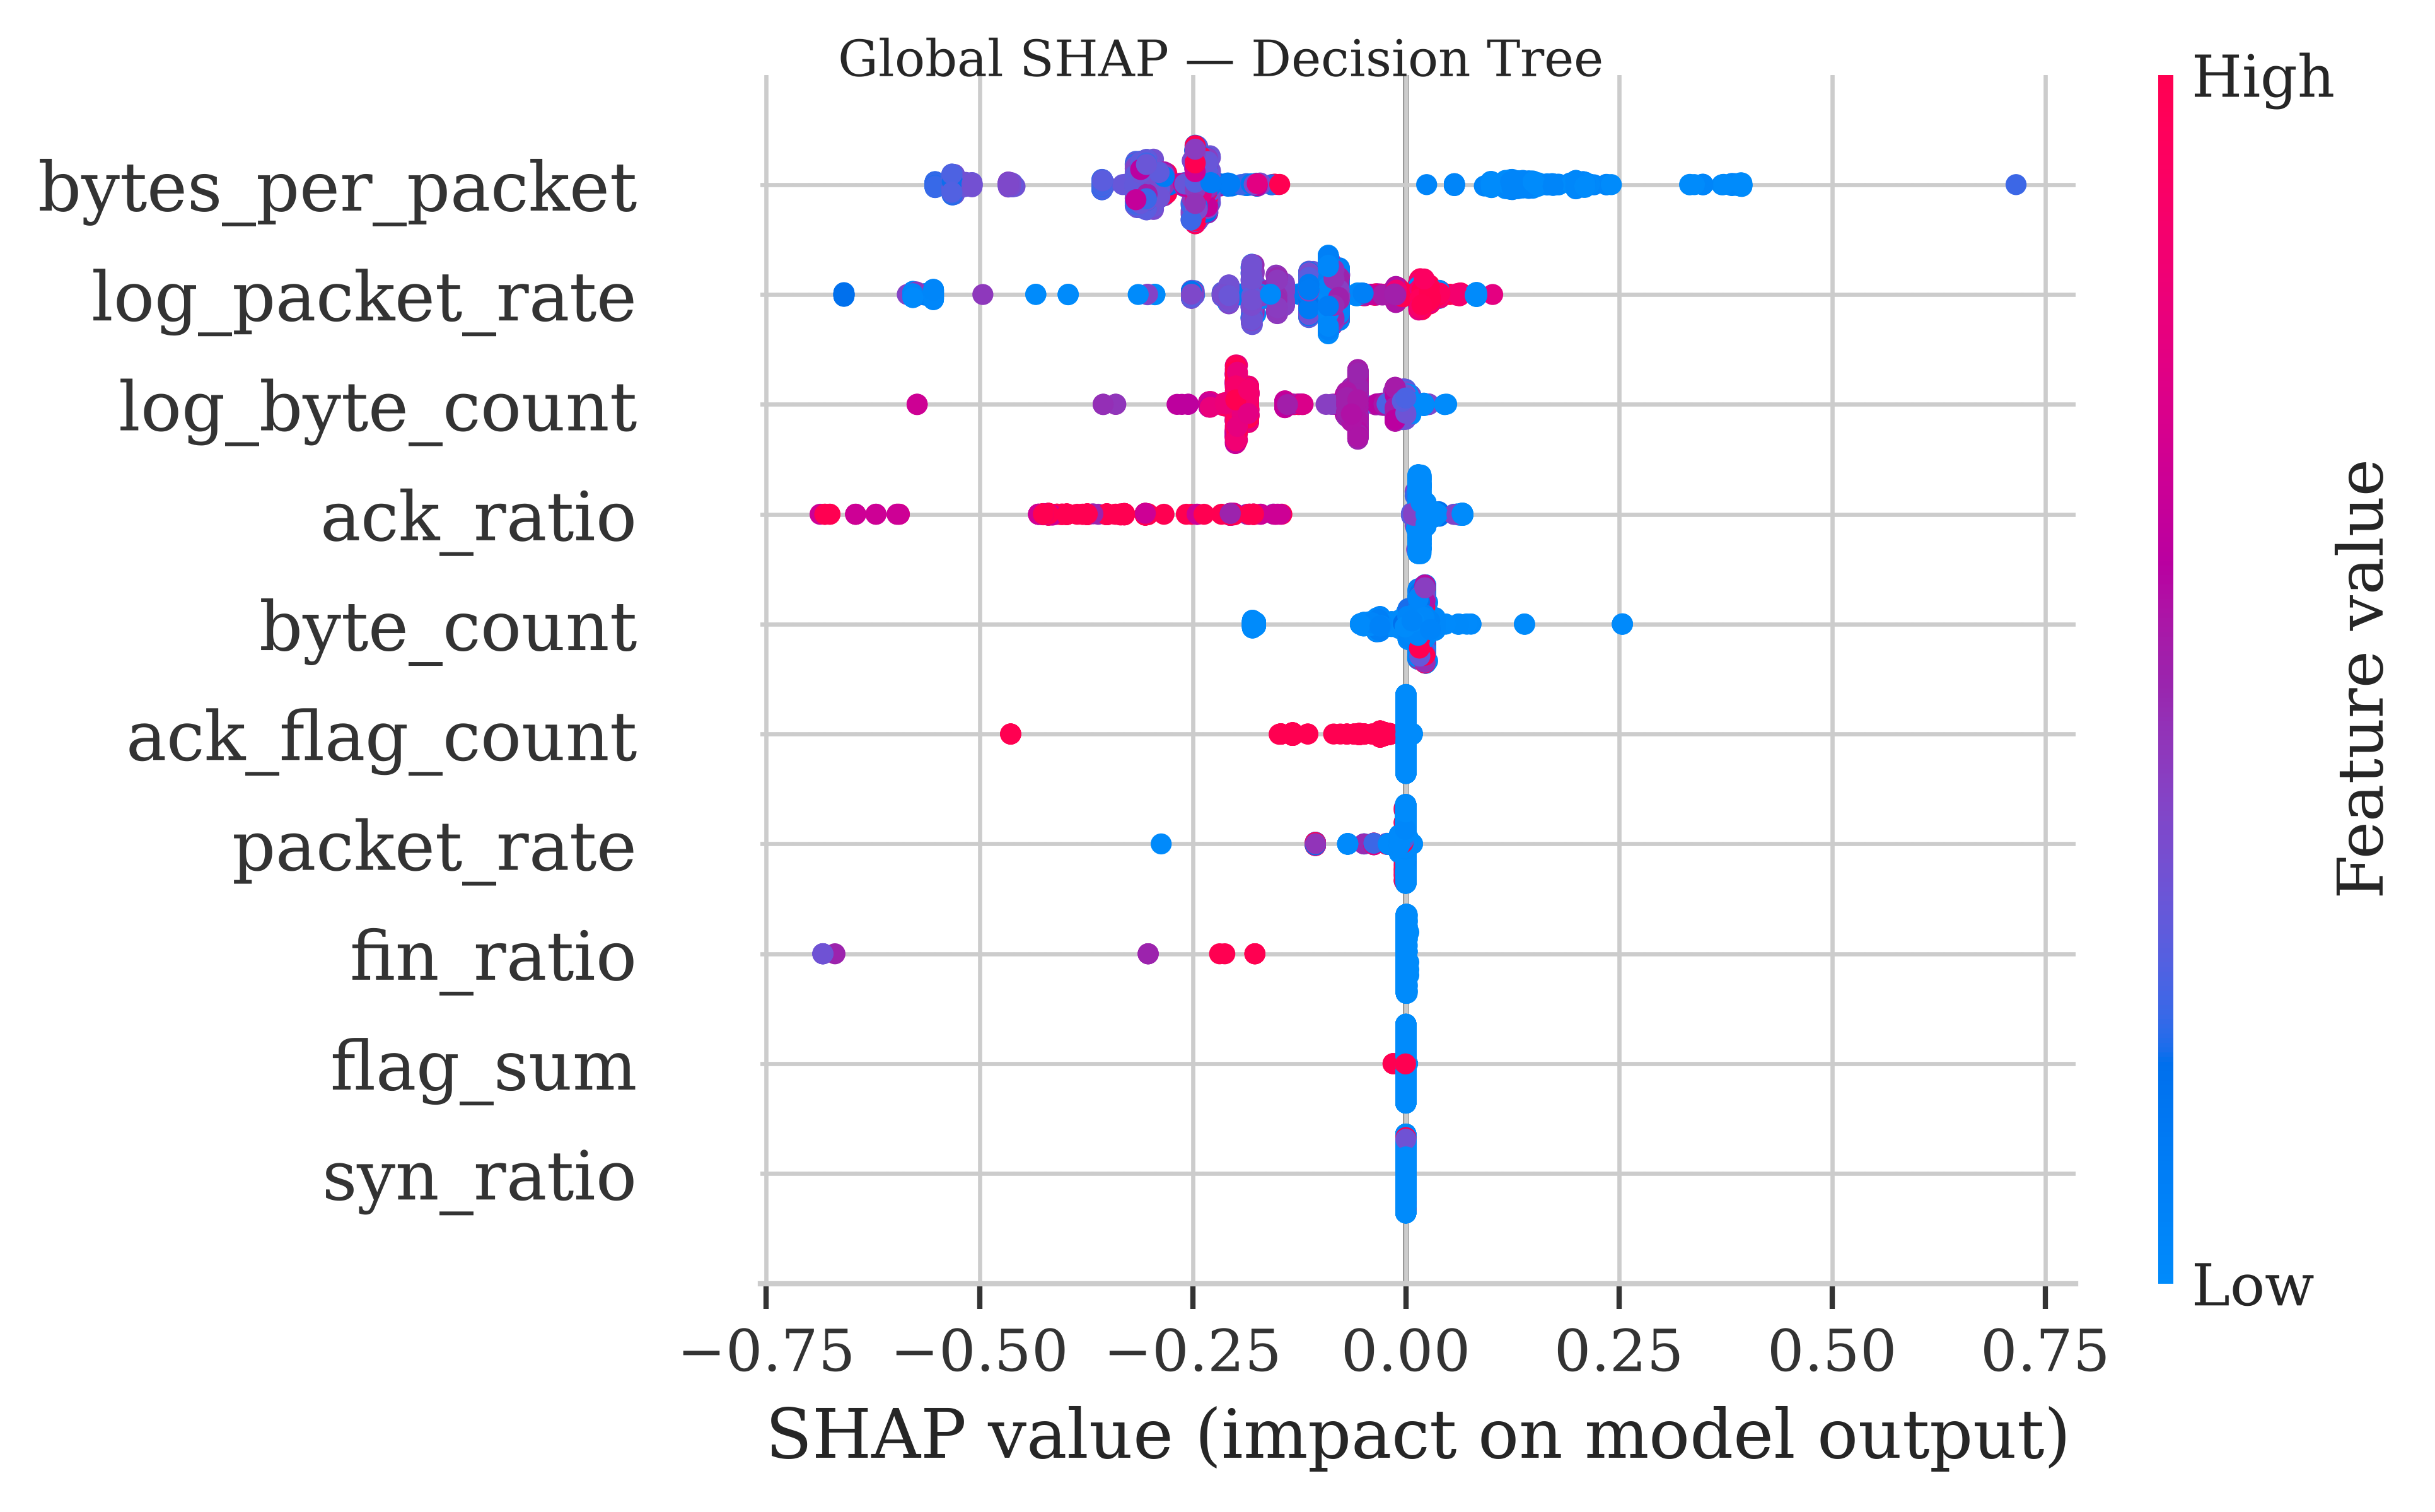 Global SHAP — Decision Tree
High
bytes_per_packet
log_packet_rate
log_byte_count
ack_ratio
byte_count
ack_flag_count
packet_rate
fin_ratio
flag_sum
syn_ratio
Feature value
Low
−0.75 −0.50 −0.25 0.00 0.25 0.50 0.75
SHAP value (impact on model output)